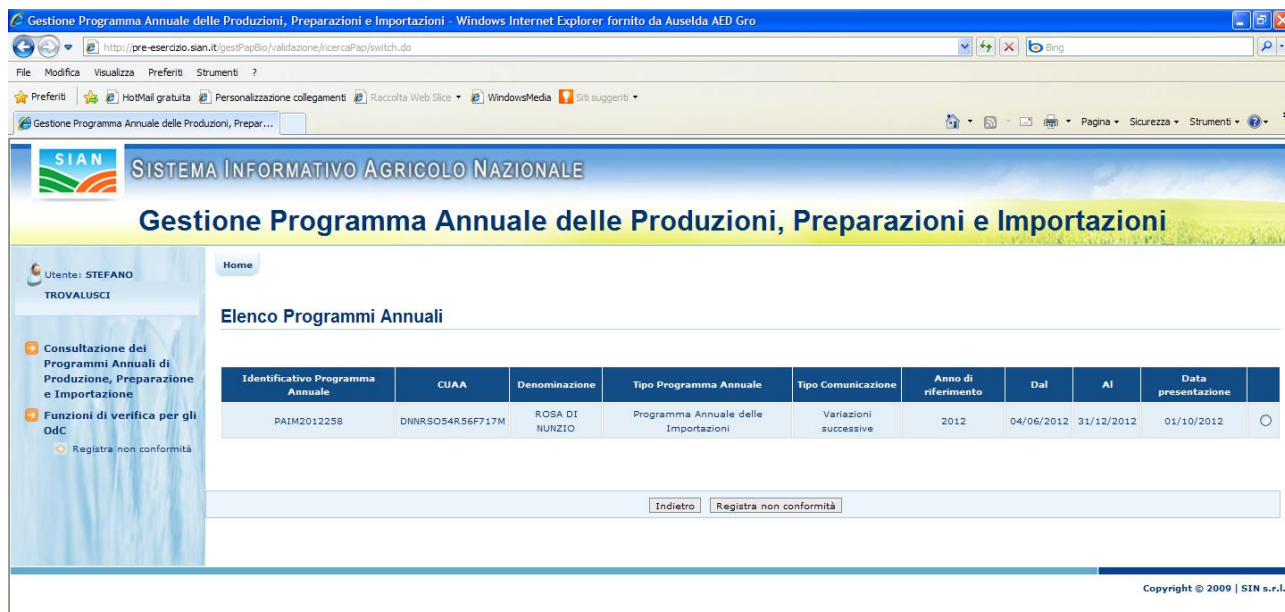 Gestione Programma Annuale delle Produzioni, Preparazioni e Importazioni - Windows Internet Explorer fornito da Auselda AED Gro
http://pre-esercizio.sian.it/gestPapBio/validazione/ricercaPap/switch.do
Bing
File Modifica Visualizza Preferiti Strumenti ?
Preferiti HotMail gratuita Personalizzazione collegamenti Raccolta Web Slice WindowsMedia Siti suggeriti
Gestione Programma Annuale delle Produzioni, Prepar...
Pagina Sicurezza Strumenti
SIAN
SISTEMA INFORMATIVO AGRICOLO NAZIONALE
Gestione Programma Annuale delle Produzioni, Preparazioni e Importazioni
Utente: STEFANO
TROVALUSCI
Home
Elenco Programmi Annuali
Consultazione dei
Programmi Annuali di
Produzione, Preparazione
e Importazione
Funzioni di verifica per gli
OdC
Registra non conformità
Identificativo Programma
Annuale
CUAA
Denominazione
Tipo Programma Annuale
Tipo Comunicazione
Anno di
riferimento
Dal
Al
Data
presentazione
PAIM2012258
DNNRSO54R56F717M
ROSA DI
NUNZIO
Programma Annuale delle
Importazioni
Variazioni
successive
2012
04/06/2012
31/12/2012
01/10/2012
Indietro
Registra non conformità
Copyright © 2009 | SIN s.r.l.